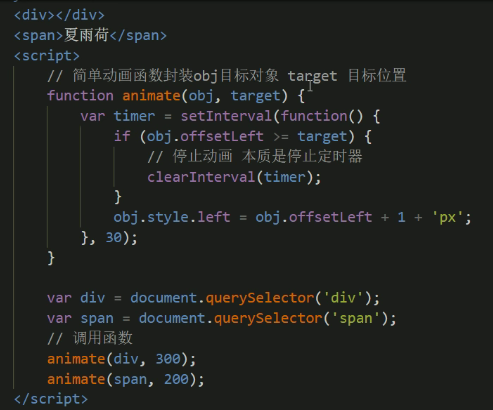 <div></div>
<span>夏雨荷</span>
<script>
// 简单动画函数封装obj目标对象 target 目标位置
function animate(obj, target) {
var timer = setInterval(function() {
if (obj.offsetLeft >= target) {
// 停止动画 本质是停止定时器
clearInterval(timer);
}
obj.style.left = obj.offsetLeft + 1 + 'px';
}, 30);
}
var div = document.querySelector('div');
var span = document.querySelector('span');
// 调用函数
animate(div, 300);
animate(span, 200);
</script>